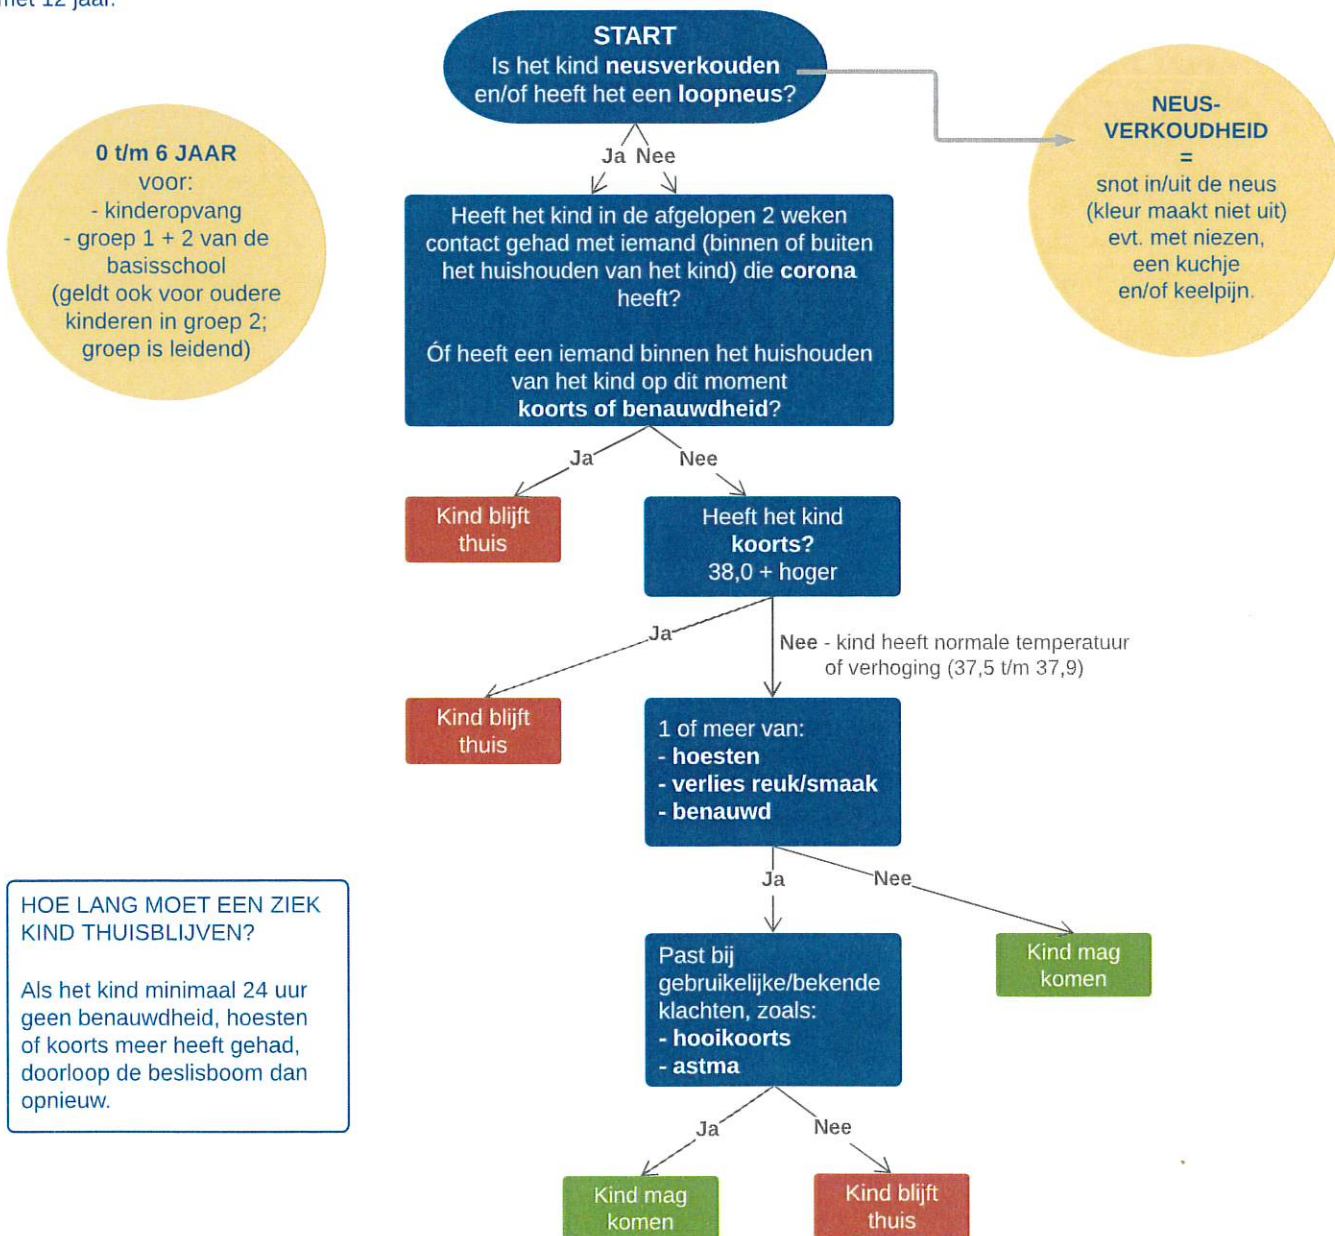 met 12 jaar.
START
Is het kind neusverkouden
en/of heeft het een loopneus?
NEUS-
VERKOUDHEID
=
snot in/uit de neus
(kleur maakt niet uit)
evt. met niezen,
een kuchje
en/of keelpijn.
0 t/m 6 JAAR
voor:
- kinderopvang
- groep 1 + 2 van de
basisschool
(geldt ook voor oudere
kinderen in groep 2;
groep is leidend)
Ja Nee
Heeft het kind in de afgelopen 2 weken
contact gehad met iemand (binnen of buiten
het huishouden van het kind) die corona
heeft?
Óf heeft een iemand binnen het huishouden
van het kind op dit moment
koorts of benauwdheid?
Ja
Nee
Kind blijft
thuis
Heeft het kind
koorts?
38,0 + hoger
Ja
Nee - kind heeft normale temperatuur
of verhoging (37,5 t/m 37,9)
Kind blijft
thuis
1 of meer van:
- hoesten
- verlies reuk/smaak
- benauwd
Ja
Nee
HOE LANG MOET EEN ZIEK
KIND THUISBLIJVEN?
Als het kind minimaal 24 uur
geen benauwdheid, hoesten
of koorts meer heeft gehad,
doorloop de beslisboom dan
opnieuw.
Past bij
gebruikelijke/bekende
klachten, zoals:
- hooikoorts
- astma
Kind mag
komen
Ja
Nee
Kind mag
komen
Kind blijft
thuis